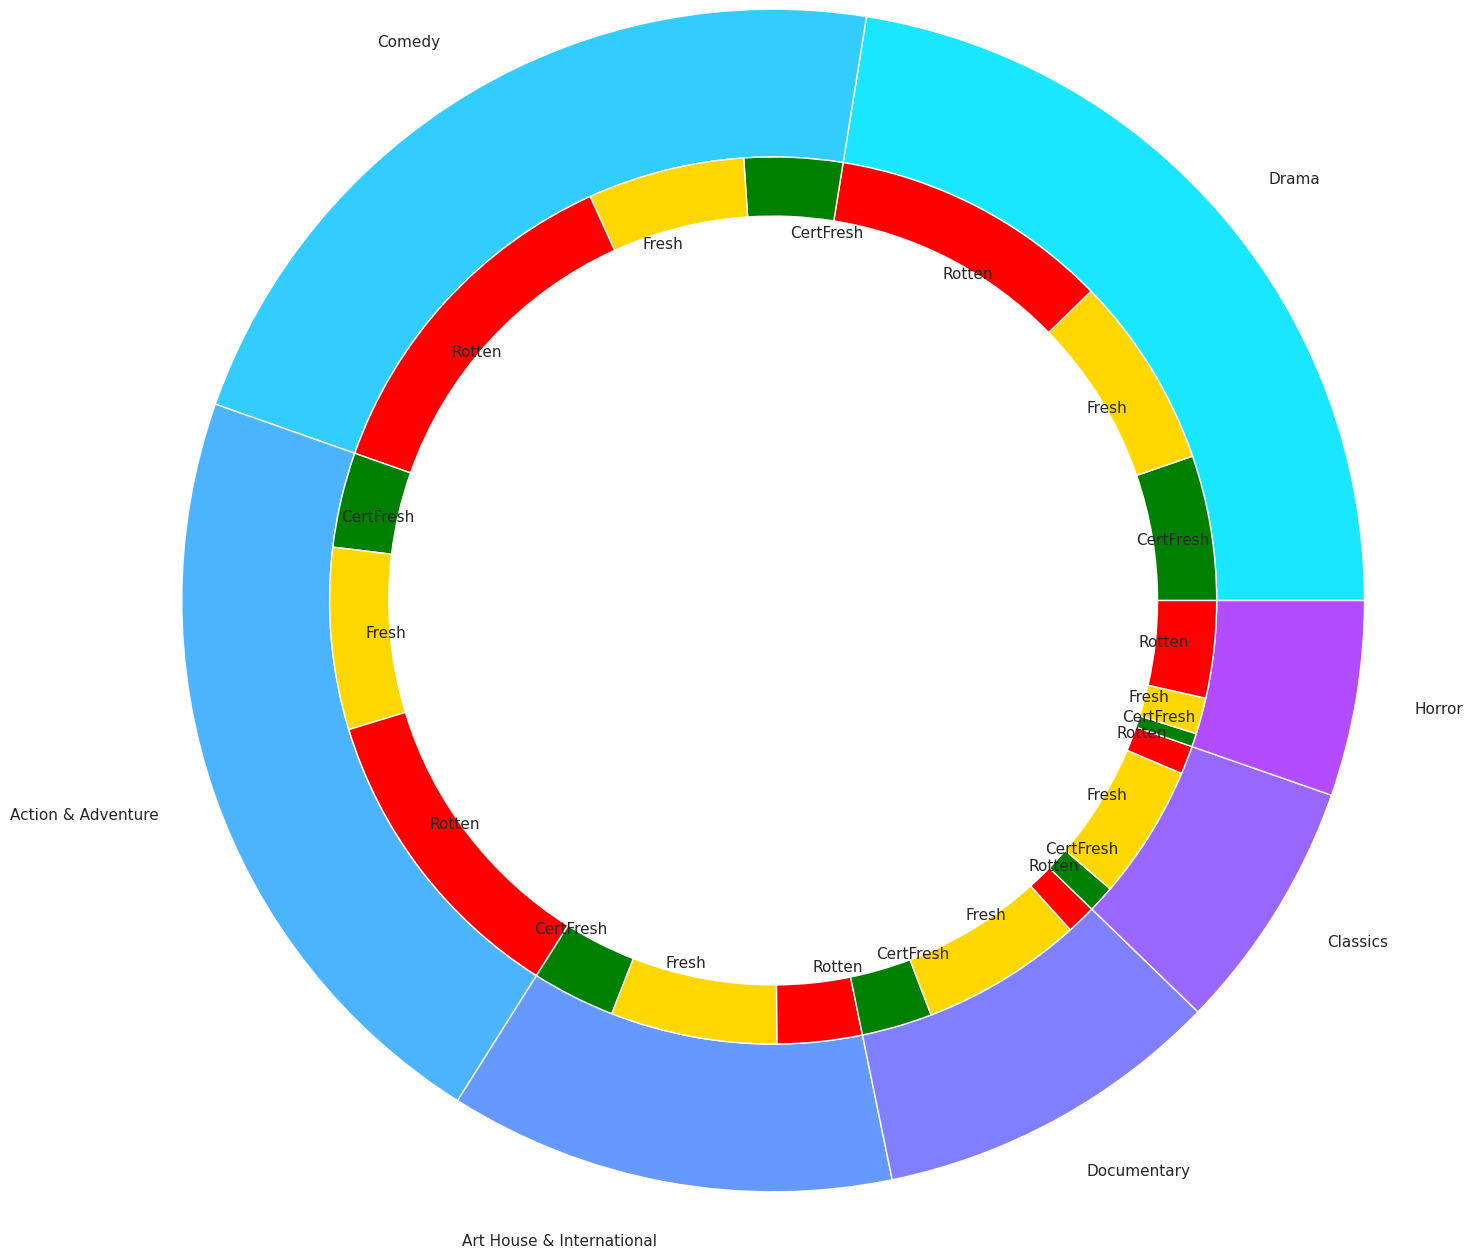 Comedy
Drama
CertFresh
Fresh
Rotten
Rotten
Fresh
CertFresh
CertFresh
Fresh
Rotten
Rotten
Fresh
CertFresh
Horror
Rotten
Fresh
Action & Adventure
Rotten
CertFresh
Rotten
Fresh
CertFresh
Classics
CertFresh
Fresh
Rotten
Documentary
Art House & International